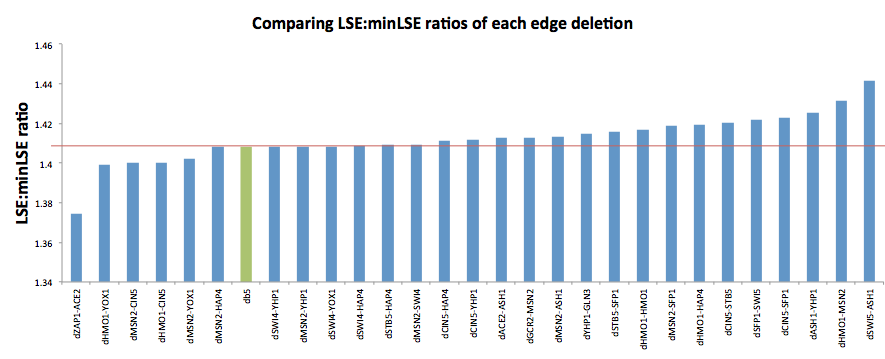 Comparing LSE:minLSE ratios of each edge deletion
LSE:minLSE ratio
1.46
1.44
1.42
1.4
1.38
1.36
1.34
dZAP1-ACE2
dHMO1-YOX1
dMSN2-CIN5
dHMO1-CIN5
dMSN2-YOX1
dMSN2-HAP4
db5
dSWI4-YHP1
dMSN2-YHP1
dSWI4-YOX1
dSWI4-HAP4
dSTB5-HAP4
dMSN2-SWI4
dCIN5-HAP4
dCIN5-YHP1
dACE2-ASH1
dGCR2-MSN2
dMSN2-ASH1
dYHP1-GLN3
dSTB5-SFP1
dHMO1-HMO1
dMSN2-SFP1
dHMO1-HAP4
dCIN5-STB5
dSFP1-SWI5
dCIN5-SFP1
dASH1-YHP1
dHMO1-MSN2
dSWI5-ASH1